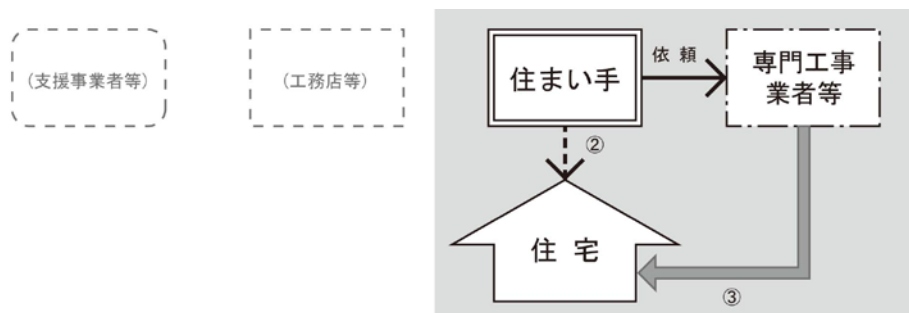 (支援事業者等)
(工務店等)
住まい手
依 頼
専門工事
業者等
②
住 宅
③